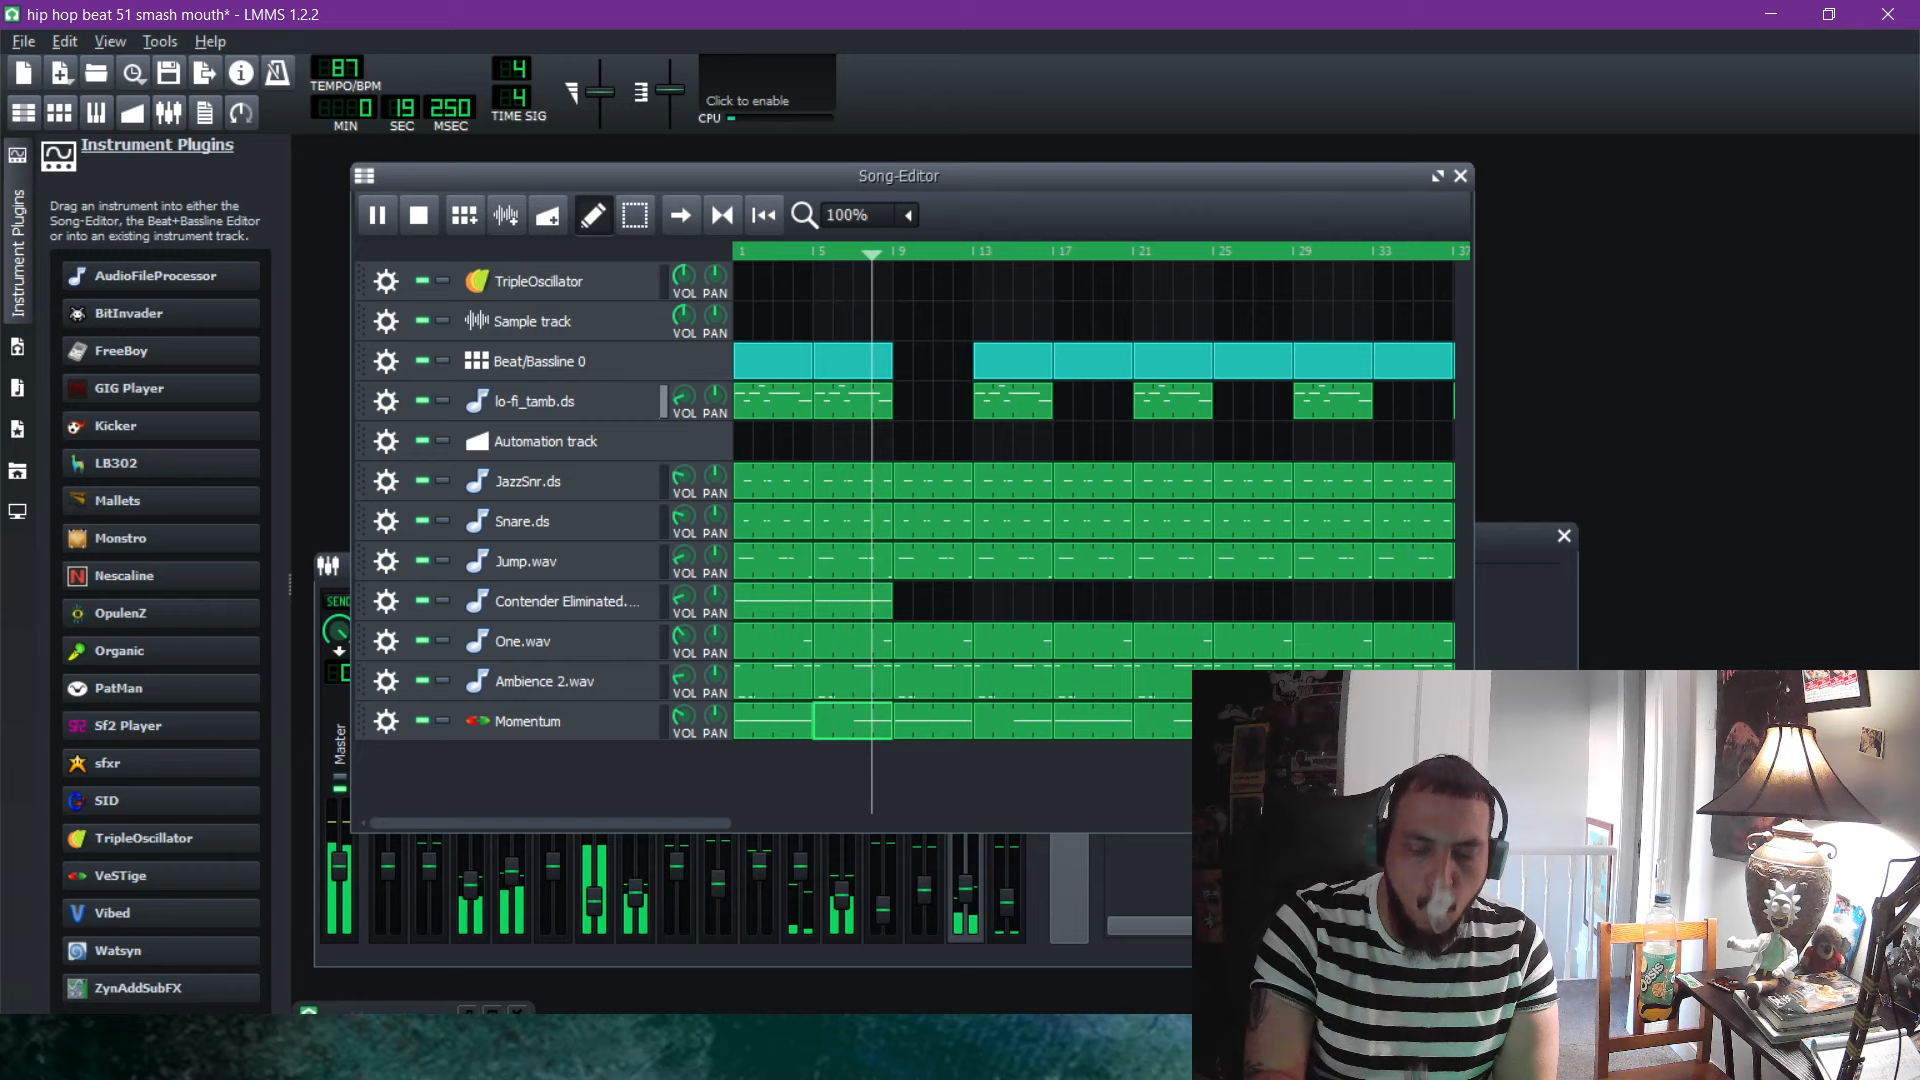 hip hop beat 51 smash mouth* - LMMS 1.2.2
File Edit View Tools Help
87
TEMPO/BPM
0 19 250
MIN SEC MSEC
4
4
TIME SIG
Click to enable
CPU
Instrument Plugins
Instrument Plugins
Drag an instrument into either the
Song-Editor, the Beat+Bassline Editor
or into an existing instrument track.
AudioFileProcessor
BitInvader
FreeBoy
GIG Player
Kicker
LB302
Mallets
Monstro
Nescaline
OpulenZ
Organic
PatMan
Sf2 Player
sfxr
SID
TripleOscillator
VeSTige
Vibed
Watsyn
ZynAddSubFX
Song-Editor
100%
1 5 9 13 17 21 25 29 33 37
TripleOscillator VOL PAN
Sample track VOL PAN
Beat/Bassline 0
lo-fi_tamb.ds VOL PAN
Automation track
JazzSnr.ds VOL PAN
Snare.ds VOL PAN
Jump.wav VOL PAN
Contender Eliminated.... VOL PAN
One.wav VOL PAN
Ambience 2.wav VOL PAN
Momentum VOL PAN
SEND
Master
Oasis